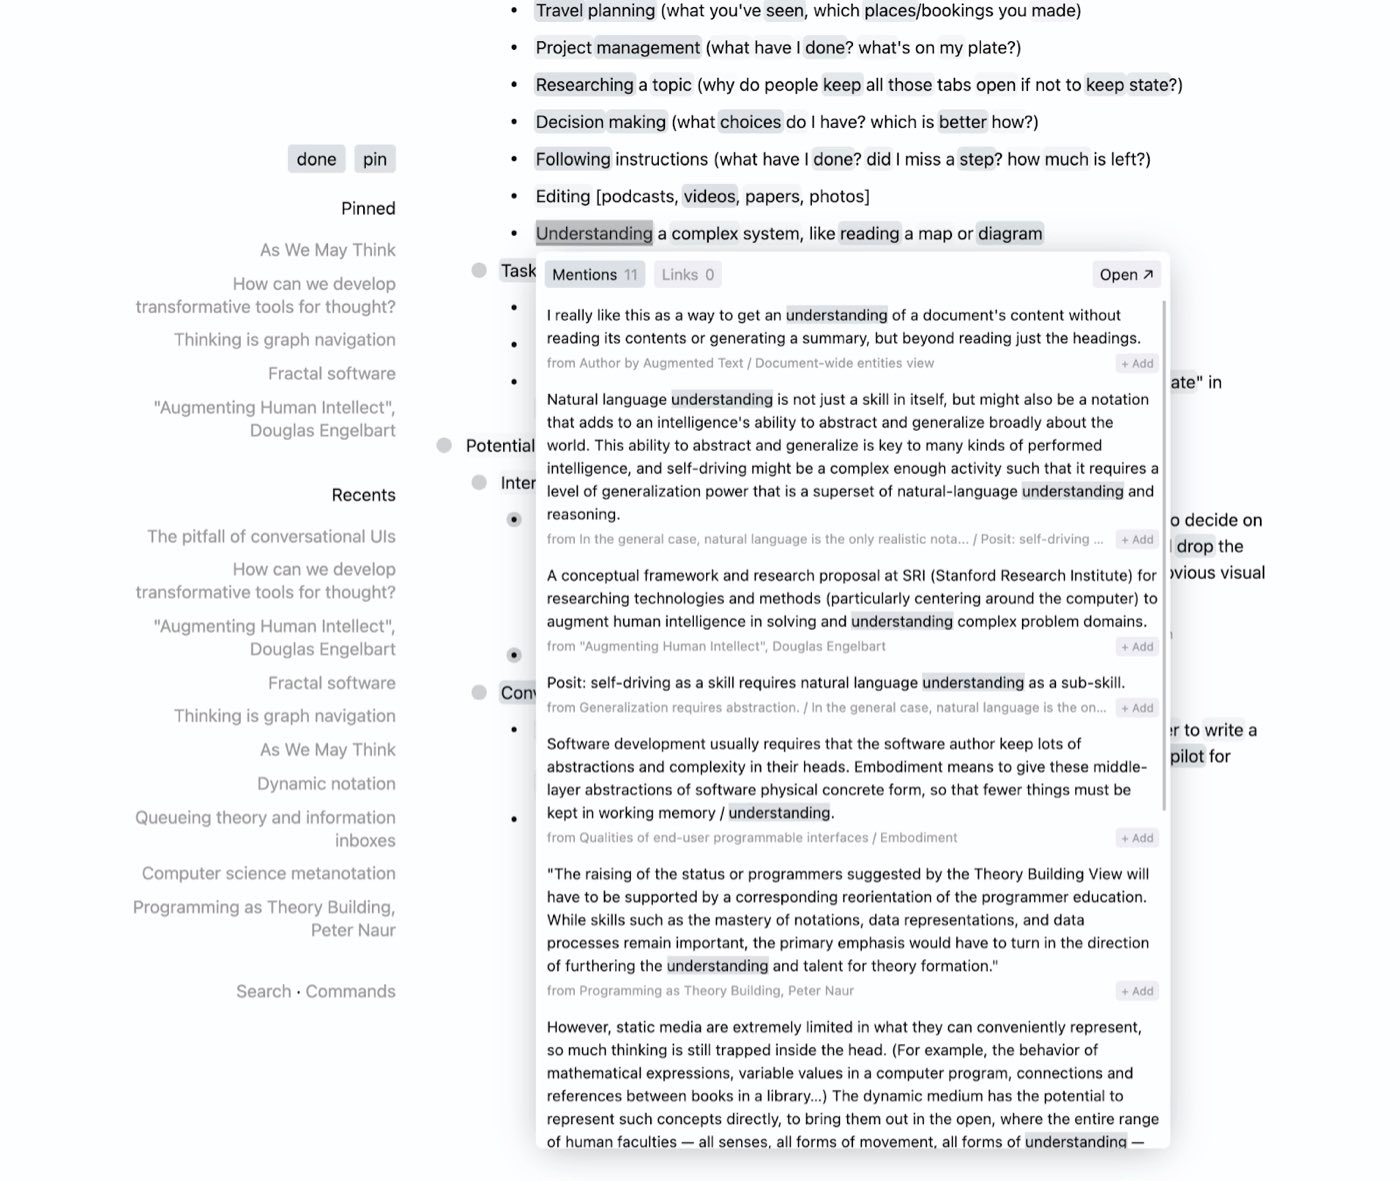 • Travel planning (what you've seen, which places/bookings you made)
• Project management (what have I done? what's on my plate?)
• Researching a topic (why do people keep all those tabs open if not to keep state?)
• Decision making (what choices do I have? which is better how?)
• Following instructions (what have I done? did I miss a step? how much is left?)
• Editing [podcasts, videos, papers, photos]
• Understanding a complex system, like reading a map or diagram
done pin
Pinned
As We May Think
How can we develop
transformative tools for thought?
Thinking is graph navigation
Fractal software
"Augmenting Human Intellect",
Douglas Engelbart
Recents
The pitfall of conversational UIs
How can we develop
transformative tools for thought?
"Augmenting Human Intellect",
Douglas Engelbart
Fractal software
Thinking is graph navigation
As We May Think
Dynamic notation
Queueing theory and information
inboxes
Computer science metanotation
Programming as Theory Building,
Peter Naur
Search · Commands
Task
Potential
Inter
Conv
Mentions 11 Links 0 Open ↗
I really like this as a way to get an understanding of a document's content without
reading its contents or generating a summary, but beyond reading just the headings.
from Author by Augmented Text / Document-wide entities view + Add
Natural language understanding is not just a skill in itself, but might also be a notation
that adds to an intelligence's ability to abstract and generalize broadly about the
world. This ability to abstract and generalize is key to many kinds of performed
intelligence, and self-driving might be a complex enough activity such that it requires a
level of generalization power that is a superset of natural-language understanding and
reasoning.
from In the general case, natural language is the only realistic nota... / Posit: self-driving ... + Add
A conceptual framework and research proposal at SRI (Stanford Research Institute) for
researching technologies and methods (particularly centering around the computer) to
augment human intelligence in solving and understanding complex problem domains.
from "Augmenting Human Intellect", Douglas Engelbart + Add
Posit: self-driving as a skill requires natural language understanding as a sub-skill.
from Generalization requires abstraction. / In the general case, natural language is the on... + Add
Software development usually requires that the software author keep lots of
abstractions and complexity in their heads. Embodiment means to give these middle-
layer abstractions of software physical concrete form, so that fewer things must be
kept in working memory / understanding.
from Qualities of end-user programmable interfaces / Embodiment + Add
"The raising of the status or programmers suggested by the Theory Building View will
have to be supported by a corresponding reorientation of the programmer education.
While skills such as the mastery of notations, data representations, and data
processes remain important, the primary emphasis would have to turn in the direction
of furthering the understanding and talent for theory formation."
from Programming as Theory Building, Peter Naur + Add
However, static media are extremely limited in what they can conveniently represent,
so much thinking is still trapped inside the head. (For example, the behavior of
mathematical expressions, variable values in a computer program, connections and
references between books in a library...) The dynamic medium has the potential to
represent such concepts directly, to bring them out in the open, where the entire range
of human faculties — all senses, all forms of movement, all forms of understanding —
ate" in
o decide on
drop the
vious visual
r to write a
pilot for